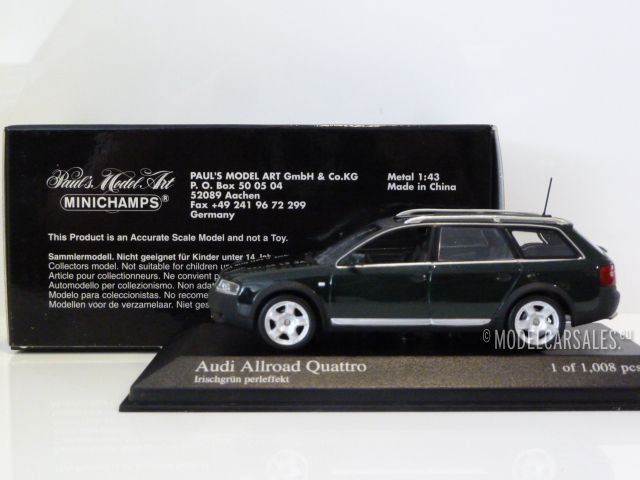 Paul's Model Art
MINICHAMPS
PAUL'S MODEL ART GmbH & Co.KG
P. O. Box 50 05 04
52089 Aachen
Fax +49 241 96 72 299
Germany
Metal 1:43
Made in China
This Product is an Accurate Scale Model and not a Toy.
Sammlermodell. Nicht geeignet für Kinder unter 14
Collectors model. Not suitable for children
Article pour collectionneurs. Ne convient
Automodello per collezionismo. Non
Modelo para coleccionistas. No
Modellen voor de verzamelaar. Niet
Audi Allroad Quattro
Irischgrün perleffekt
1 of 1,008 pcs
© MODELCARSALES.EU